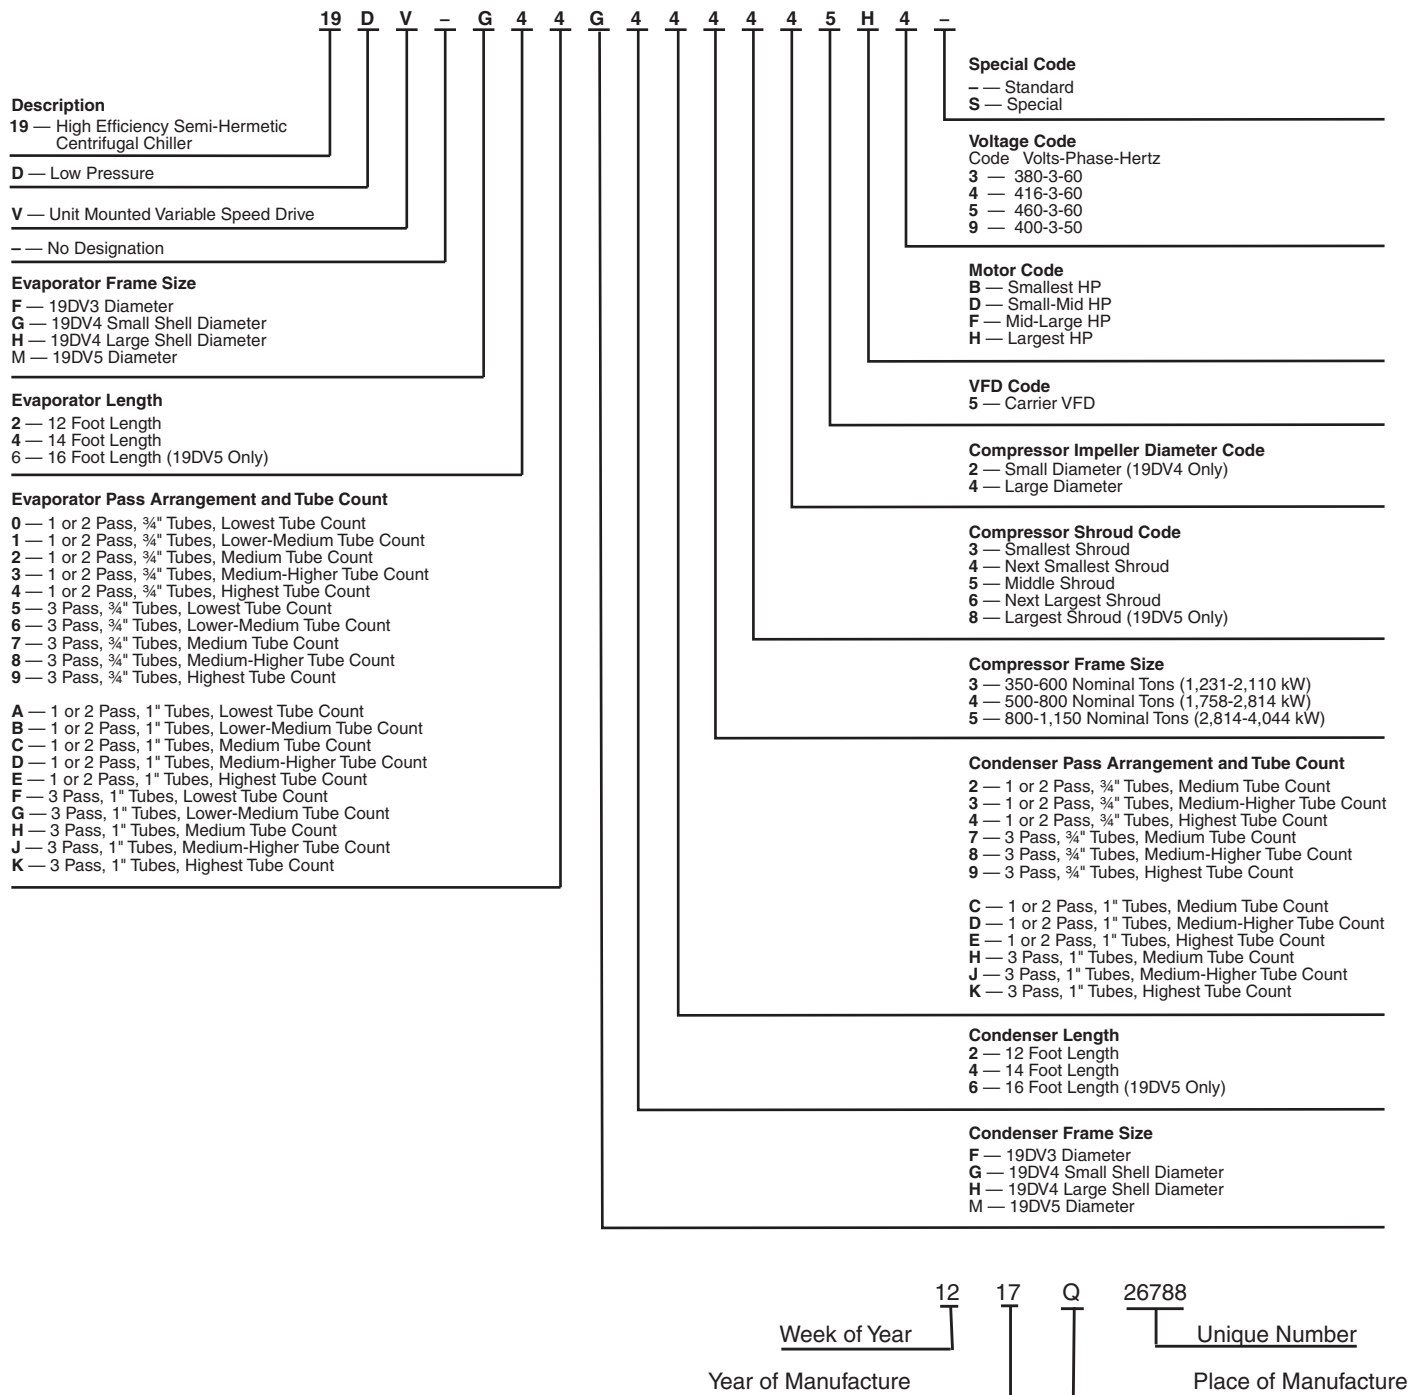 19 D V – G 4 4 G 4 4 4 4 4 5 H 4 –
Description
19 — High Efficiency Semi-Hermetic
Centrifugal Chiller
D — Low Pressure
V — Unit Mounted Variable Speed Drive
– — No Designation
Evaporator Frame Size
F — 19DV3 Diameter
G — 19DV4 Small Shell Diameter
H — 19DV4 Large Shell Diameter
M — 19DV5 Diameter
Evaporator Length
2 — 12 Foot Length
4 — 14 Foot Length
6 — 16 Foot Length (19DV5 Only)
Evaporator Pass Arrangement and Tube Count
0 — 1 or 2 Pass, ¾" Tubes, Lowest Tube Count
1 — 1 or 2 Pass, ¾" Tubes, Lower-Medium Tube Count
2 — 1 or 2 Pass, ¾" Tubes, Medium Tube Count
3 — 1 or 2 Pass, ¾" Tubes, Medium-Higher Tube Count
4 — 1 or 2 Pass, ¾" Tubes, Highest Tube Count
5 — 3 Pass, ¾" Tubes, Lowest Tube Count
6 — 3 Pass, ¾" Tubes, Lower-Medium Tube Count
7 — 3 Pass, ¾" Tubes, Medium Tube Count
8 — 3 Pass, ¾" Tubes, Medium-Higher Tube Count
9 — 3 Pass, ¾" Tubes, Highest Tube Count
A — 1 or 2 Pass, 1" Tubes, Lowest Tube Count
B — 1 or 2 Pass, 1" Tubes, Lower-Medium Tube Count
C — 1 or 2 Pass, 1" Tubes, Medium Tube Count
D — 1 or 2 Pass, 1" Tubes, Medium-Higher Tube Count
E — 1 or 2 Pass, 1" Tubes, Highest Tube Count
F — 3 Pass, 1" Tubes, Lowest Tube Count
G — 3 Pass, 1" Tubes, Lower-Medium Tube Count
H — 3 Pass, 1" Tubes, Medium Tube Count
J — 3 Pass, 1" Tubes, Medium-Higher Tube Count
K — 3 Pass, 1" Tubes, Highest Tube Count
Special Code
– — Standard
S — Special
Voltage Code
Code Volts-Phase-Hertz
3 — 380-3-60
4 — 416-3-60
5 — 460-3-60
9 — 400-3-50
Motor Code
B — Smallest HP
D — Small-Mid HP
F — Mid-Large HP
H — Largest HP
VFD Code
5 — Carrier VFD
Compressor Impeller Diameter Code
2 — Small Diameter (19DV4 Only)
4 — Large Diameter
Compressor Shroud Code
3 — Smallest Shroud
4 — Next Smallest Shroud
5 — Middle Shroud
6 — Next Largest Shroud
8 — Largest Shroud (19DV5 Only)
Compressor Frame Size
3 — 350-600 Nominal Tons (1,231-2,110 kW)
4 — 500-800 Nominal Tons (1,758-2,814 kW)
5 — 800-1,150 Nominal Tons (2,814-4,044 kW)
Condenser Pass Arrangement and Tube Count
2 — 1 or 2 Pass, ¾" Tubes, Medium Tube Count
3 — 1 or 2 Pass, ¾" Tubes, Medium-Higher Tube Count
4 — 1 or 2 Pass, ¾" Tubes, Highest Tube Count
7 — 3 Pass, ¾" Tubes, Medium Tube Count
8 — 3 Pass, ¾" Tubes, Medium-Higher Tube Count
9 — 3 Pass, ¾" Tubes, Highest Tube Count
C — 1 or 2 Pass, 1" Tubes, Medium Tube Count
D — 1 or 2 Pass, 1" Tubes, Medium-Higher Tube Count
E — 1 or 2 Pass, 1" Tubes, Highest Tube Count
H — 3 Pass, 1" Tubes, Medium Tube Count
J — 3 Pass, 1" Tubes, Medium-Higher Tube Count
K — 3 Pass, 1" Tubes, Highest Tube Count
Condenser Length
2 — 12 Foot Length
4 — 14 Foot Length
6 — 16 Foot Length (19DV5 Only)
Condenser Frame Size
F — 19DV3 Diameter
G — 19DV4 Small Shell Diameter
H — 19DV4 Large Shell Diameter
M — 19DV5 Diameter
12 17 Q 26788
Week of Year Unique Number
Year of Manufacture Place of Manufacture